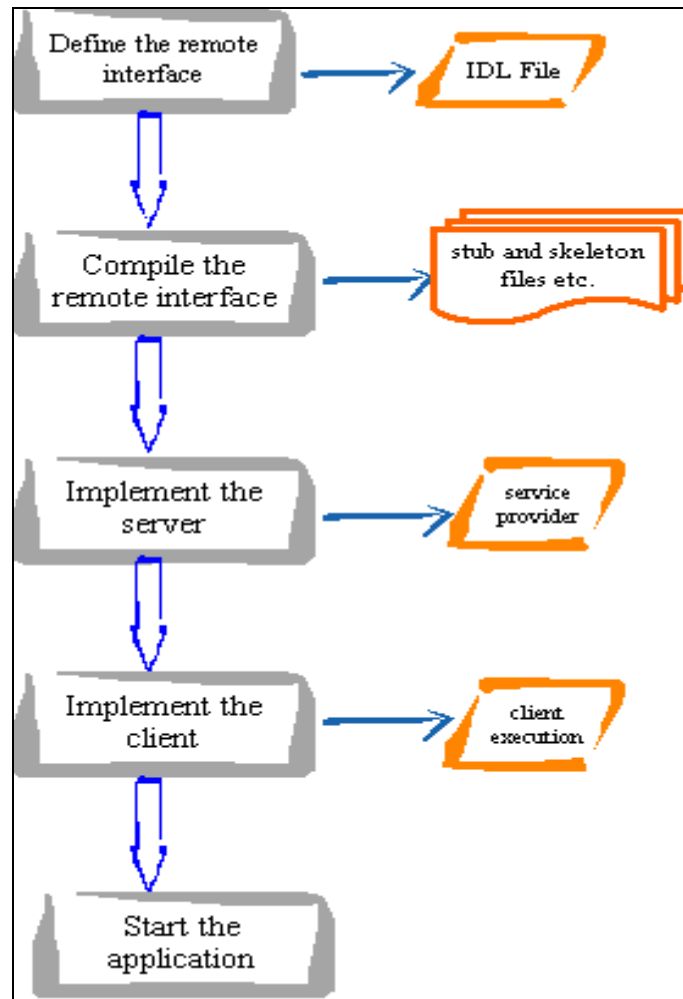 Define the remote
interface
IDL File
Compile the
remote interface
stub and skeleton
files etc.
Implement the
server
service
provider
Implement the
client
client
execution
Start the
application